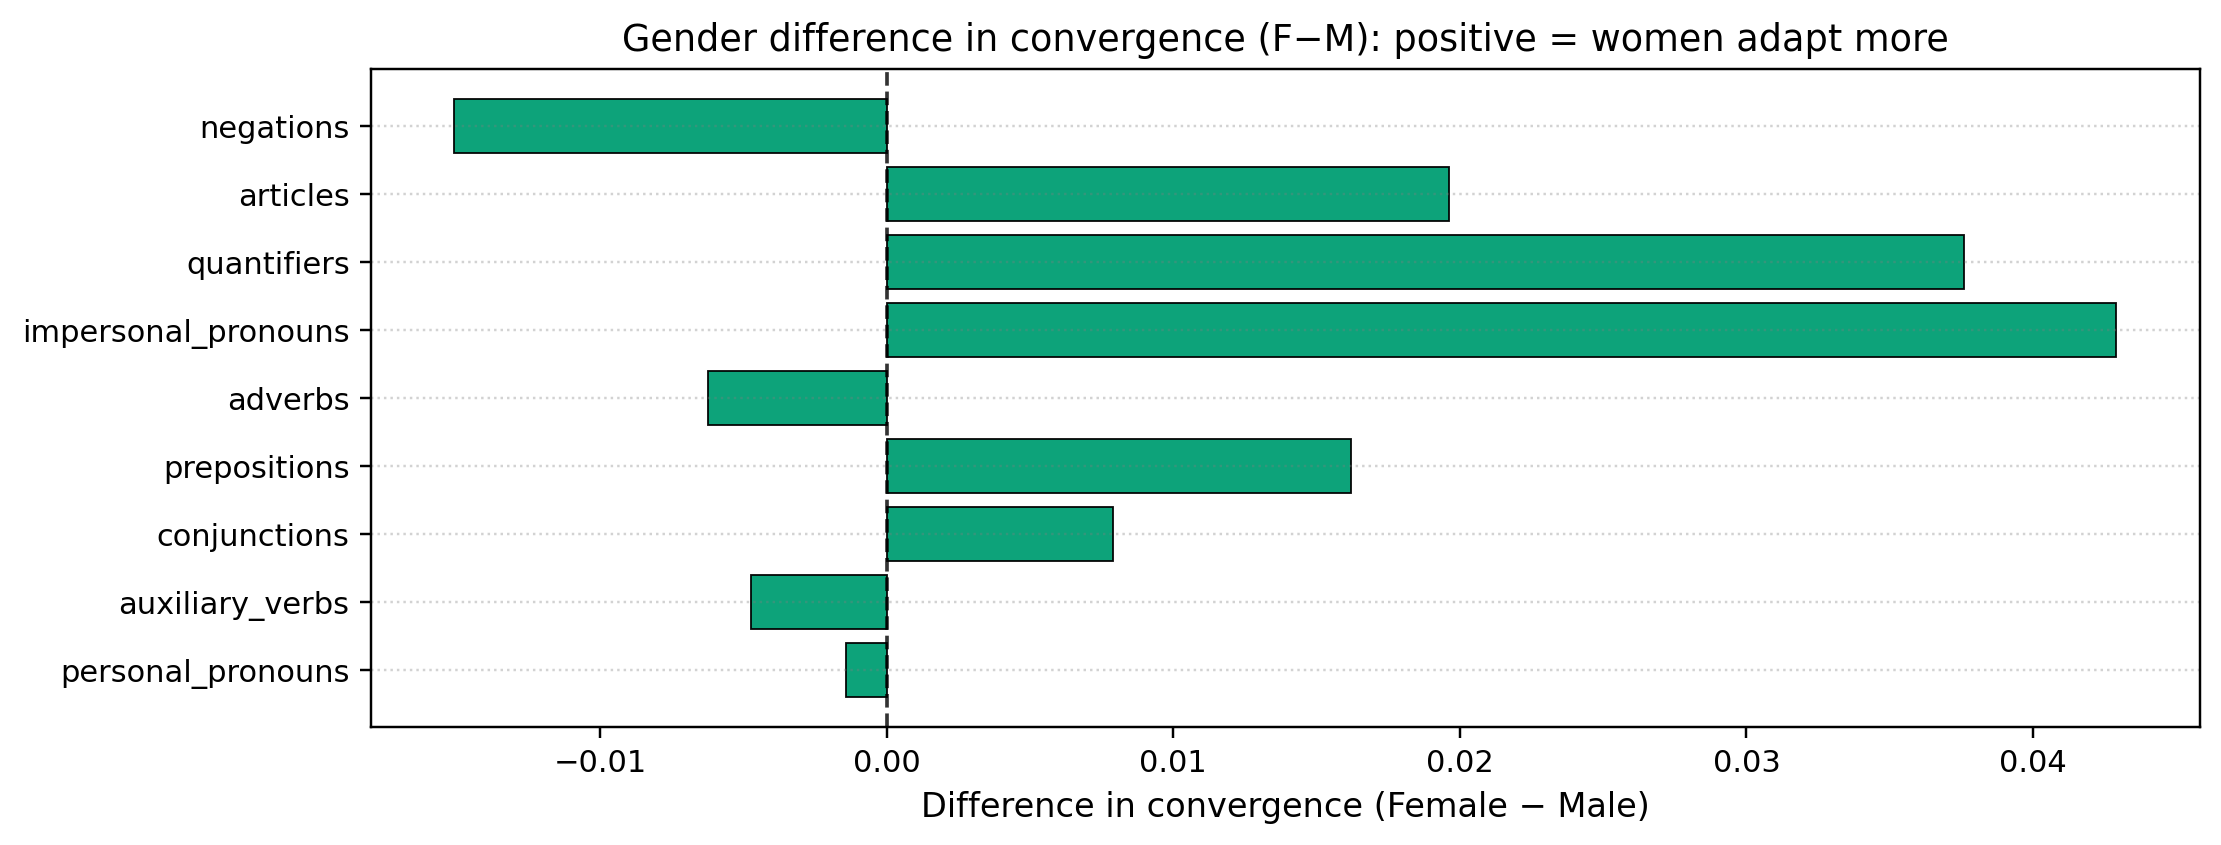 Gender difference in convergence (F−M): positive = women adapt more
negations
articles
quantifiers
impersonal_pronouns
adverbs
prepositions
conjunctions
auxiliary_verbs
personal_pronouns
−0.01 0.00 0.01 0.02 0.03 0.04
Difference in convergence (Female − Male)